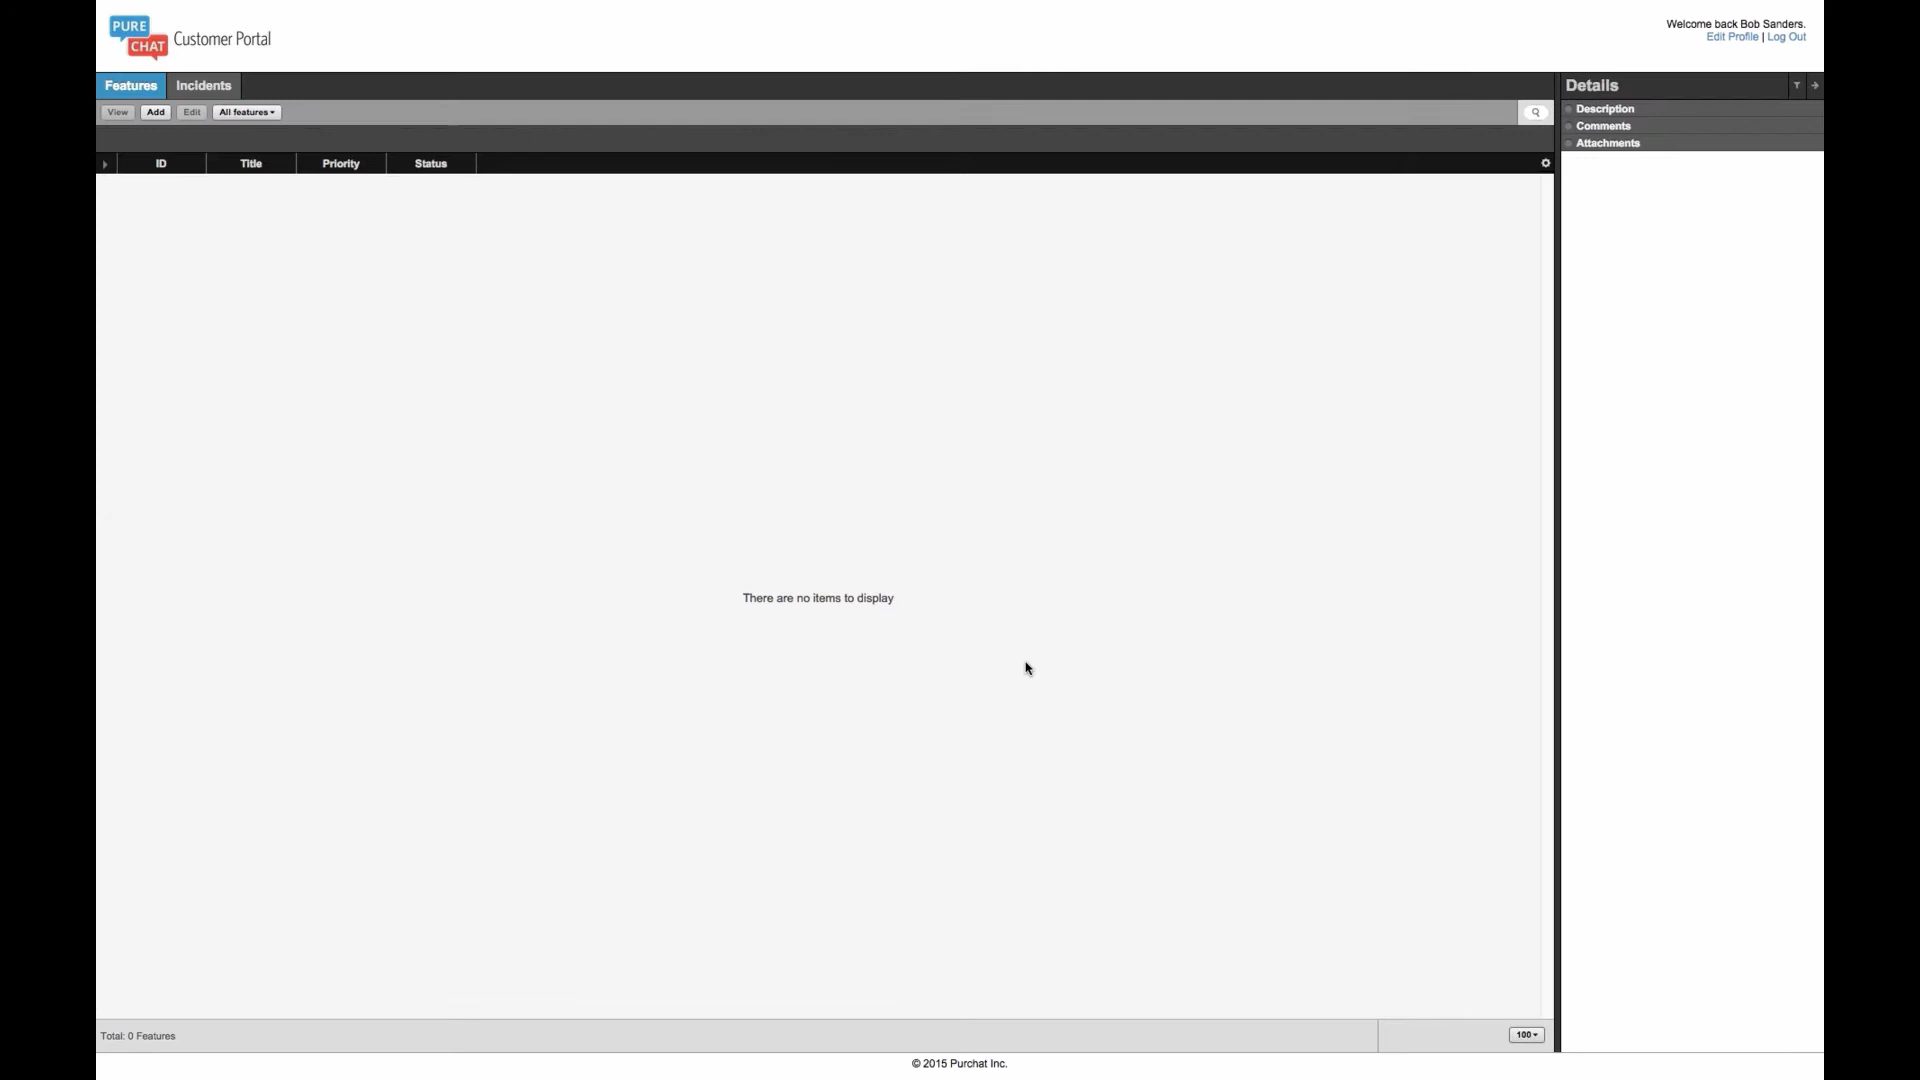 PURE
CHAT
Customer Portal
Welcome back Bob Sanders.
Edit Profile | Log Out
Features
Incidents
Details
View
Add
Edit
All features
Description
Comments
Attachments
ID
Title
Priority
Status
There are no items to display
Total: 0 Features
100
© 2015 Purchat Inc.